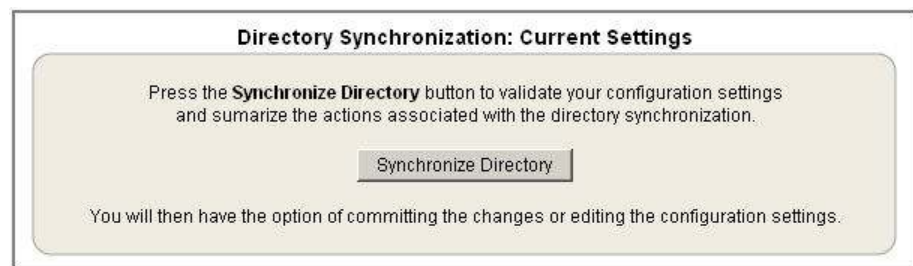 Directory Synchronization: Current Settings
Press the Synchronize Directory button to validate your configuration settings
and sumarize the actions associated with the directory synchronization.
Synchronize Directory
You will then have the option of committing the changes or editing the configuration settings.